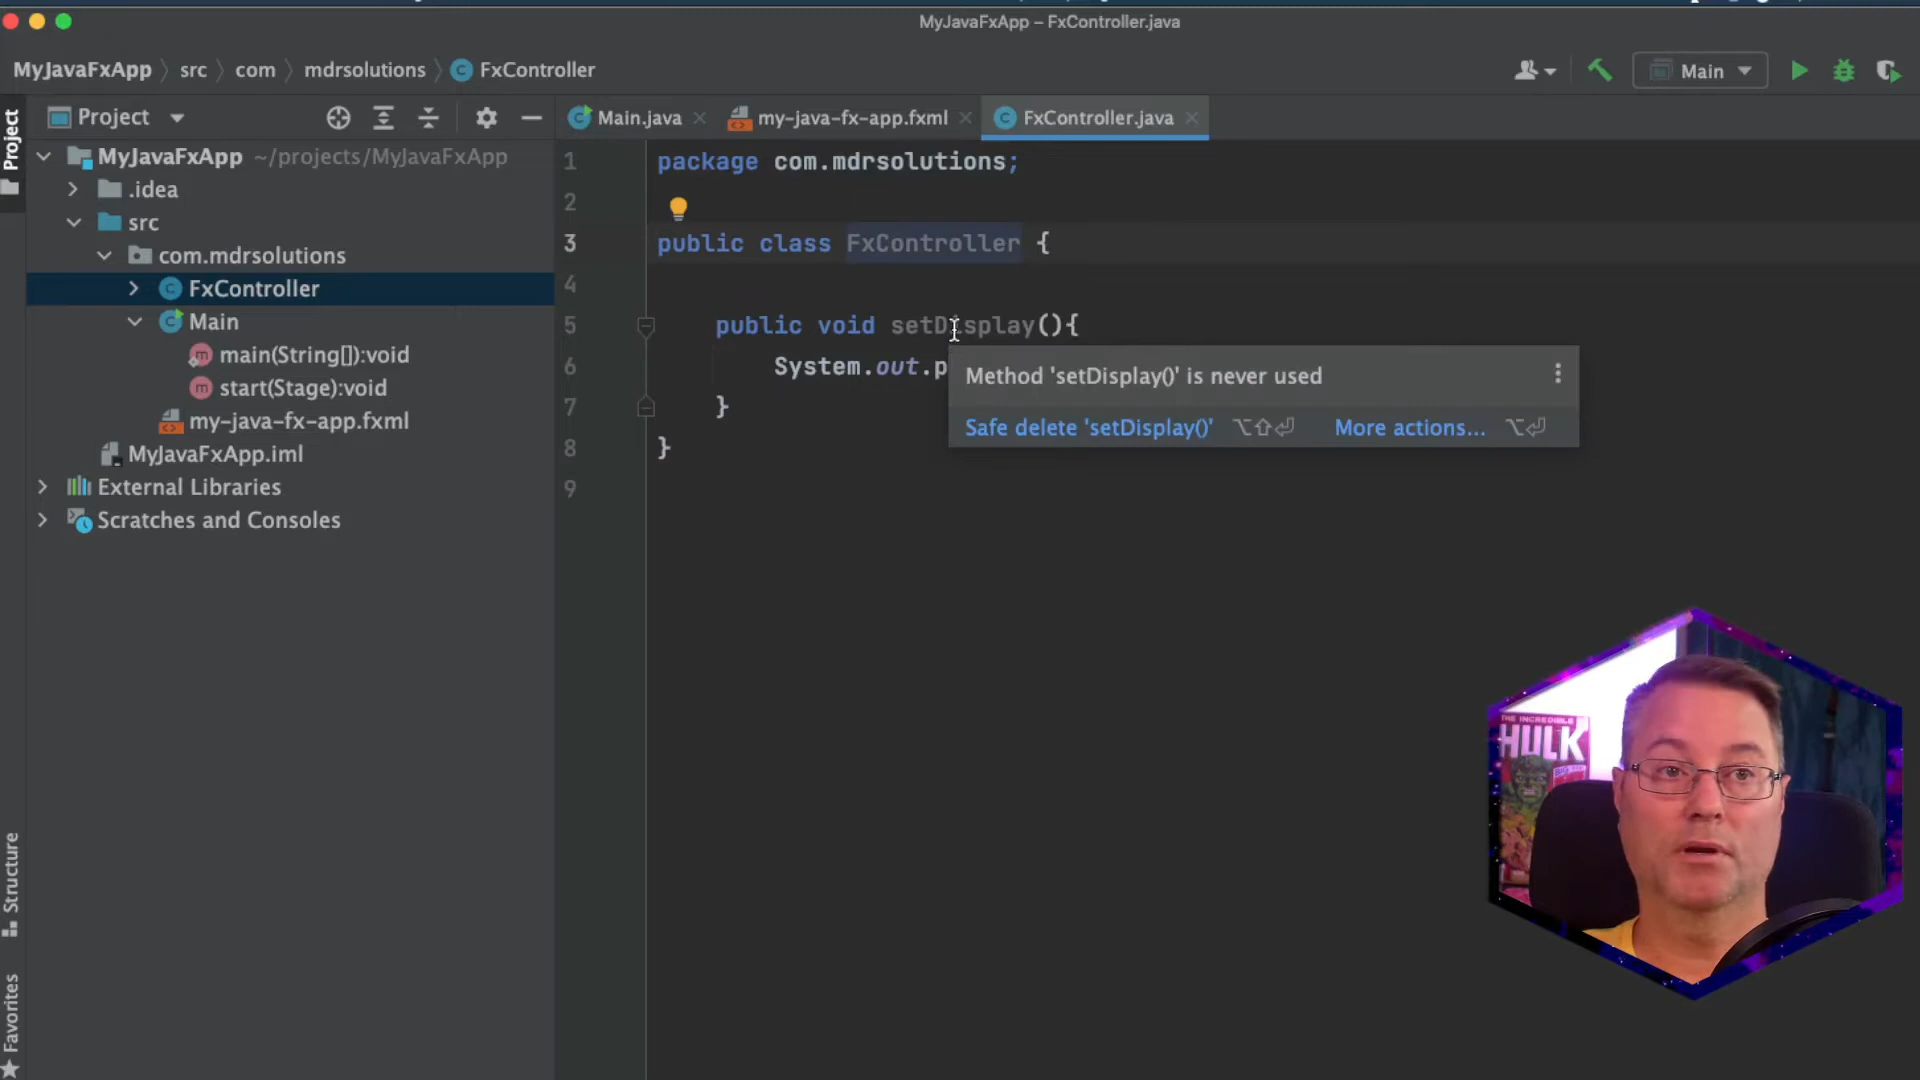 MyJavaFxApp – FxController.java
MyJavaFxApp src com mdrsolutions FxController
Main
Project
Project
Main.java
my-java-fx-app.fxml
FxController.java
MyJavaFxApp ~/projects/MyJavaFxApp
.idea
src
com.mdrsolutions
FxController
Main
main(String[]):void
start(Stage):void
my-java-fx-app.fxml
MyJavaFxApp.iml
External Libraries
Scratches and Consoles
1 package com.mdrsolutions;
2
3 public class FxController {
4
5 public void setDisplay(){
6 System.out.p
7 }
8 }
9
Method 'setDisplay()' is never used
Safe delete 'setDisplay()' ⌥⇧⏎ More actions... ⌥⏎
Structure
Favorites
THE INCREDIBLE
HULK